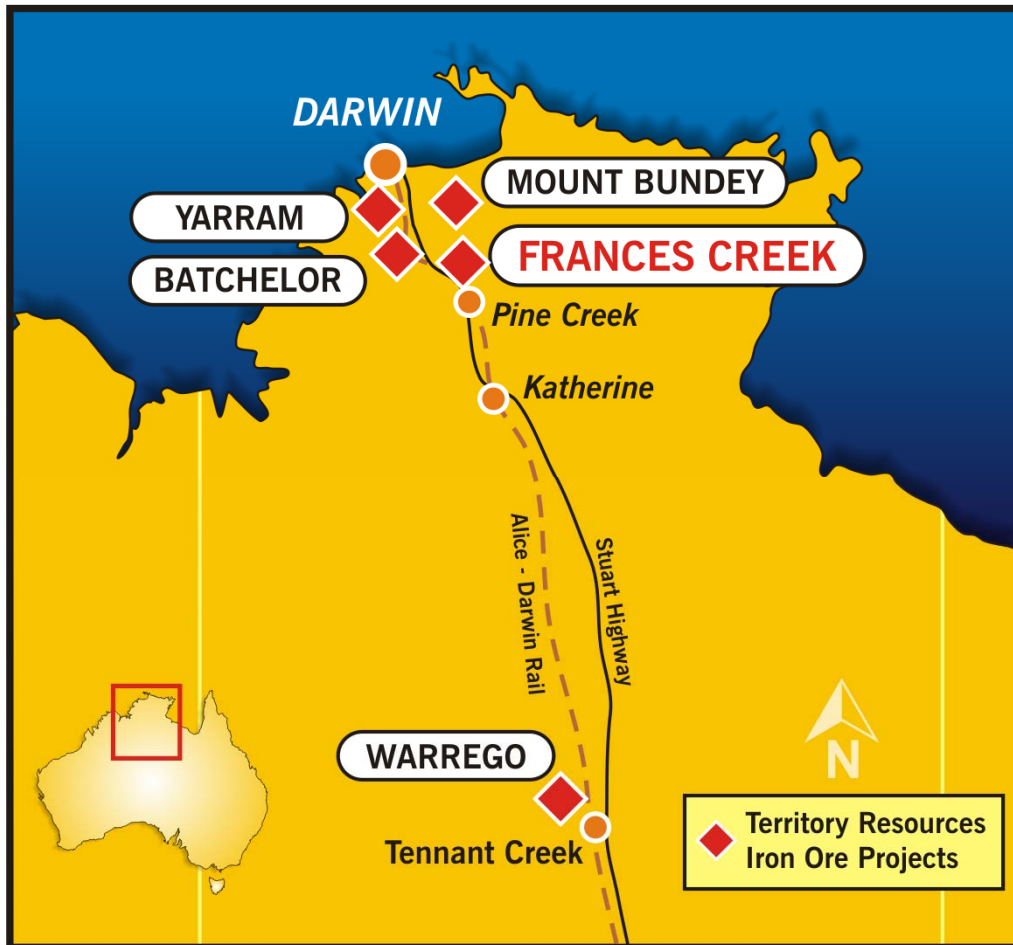 DARWIN
MOUNT BUNDEY
YARRAM
FRANCES CREEK
BATCHELOR
Pine Creek
Katherine
Alice - Darwin Rail
Stuart Highway
WARREGO
N
Tennant Creek
Territory Resources
Iron Ore Projects